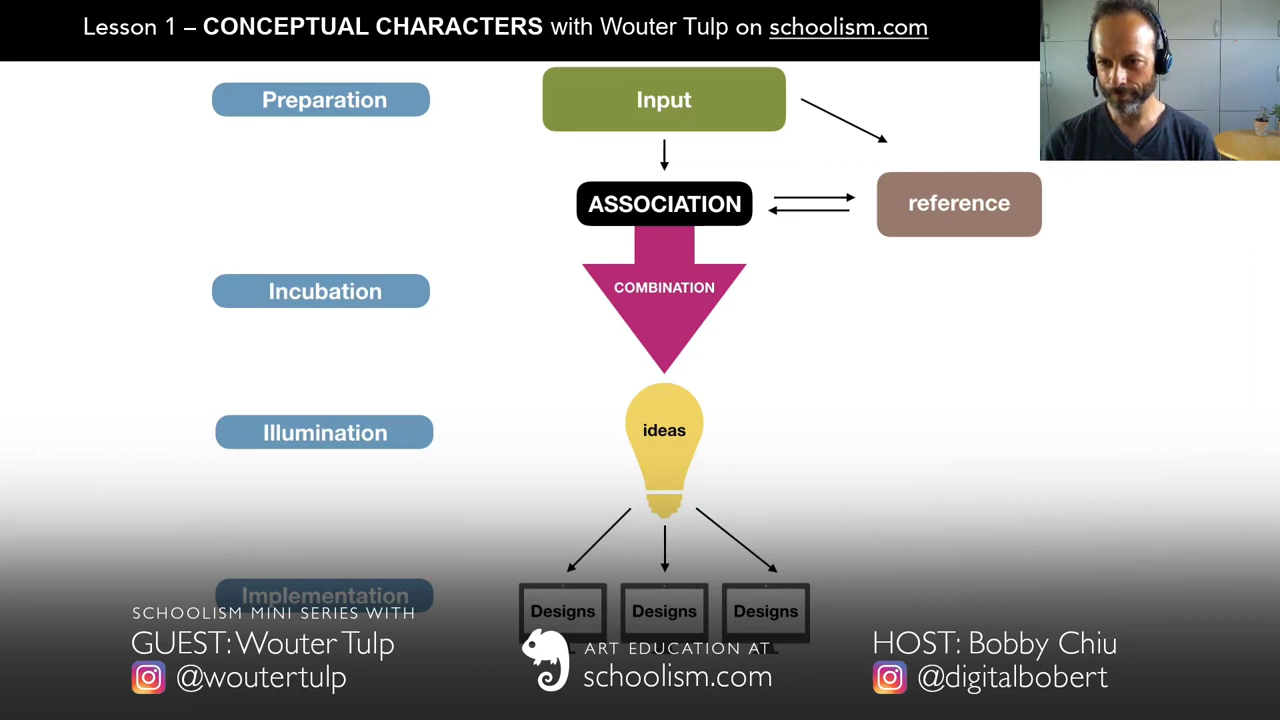 Lesson 1 – CONCEPTUAL CHARACTERS with Wouter Tulp on schoolism.com
Preparation
Input
ASSOCIATION
reference
COMBINATION
Incubation
Illumination
ideas
Implementation
Designs
Designs
Designs
SCHOOLISM MINI SERIES WITH
GUEST: Wouter Tulp
@woutertulp
ART EDUCATION AT
schoolism.com
HOST: Bobby Chiu
@digitalbobert